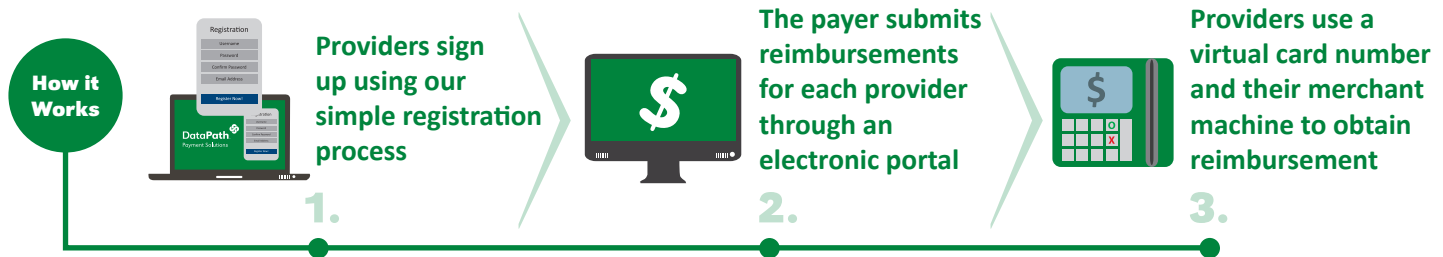 How it
Works
Registration
Username
Password
Confirm Password
Email Address
Register Now!
DataPath
Payment Solutions
Providers sign
up using our
simple registration
process
1.
$
The payer submits
reimbursements
for each provider
through an
electronic portal
2.
$
O
X
Providers use a
virtual card number
and their merchant
machine to obtain
reimbursement
3.